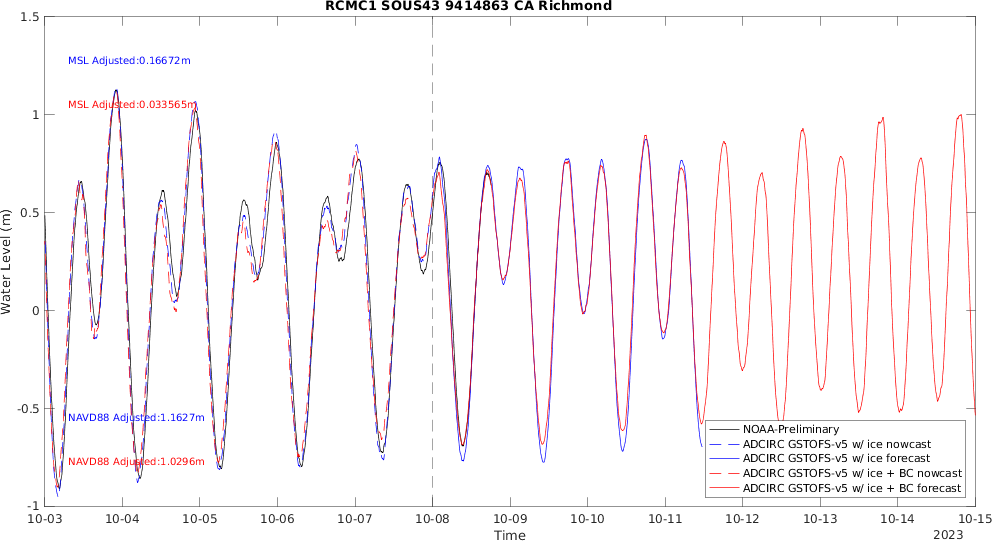 RCMC1 SOUS43 9414863 CA Richmond
1.5
1
0.5
0
-0.5
-1
Water Level (m)
MSL Adjusted:0.16672m
MSL Adjusted:0.033565m
NAVD88 Adjusted:1.1627m
NAVD88 Adjusted:1.0296m
NOAA-Preliminary
ADCIRC GSTOFS-v5 w/ ice nowcast
ADCIRC GSTOFS-v5 w/ ice forecast
ADCIRC GSTOFS-v5 w/ ice + BC nowcast
ADCIRC GSTOFS-v5 w/ ice + BC forecast
10-03 10-04 10-05 10-06 10-07 10-08 10-09 10-10 10-11 10-12 10-13 10-14 10-15
Time
2023